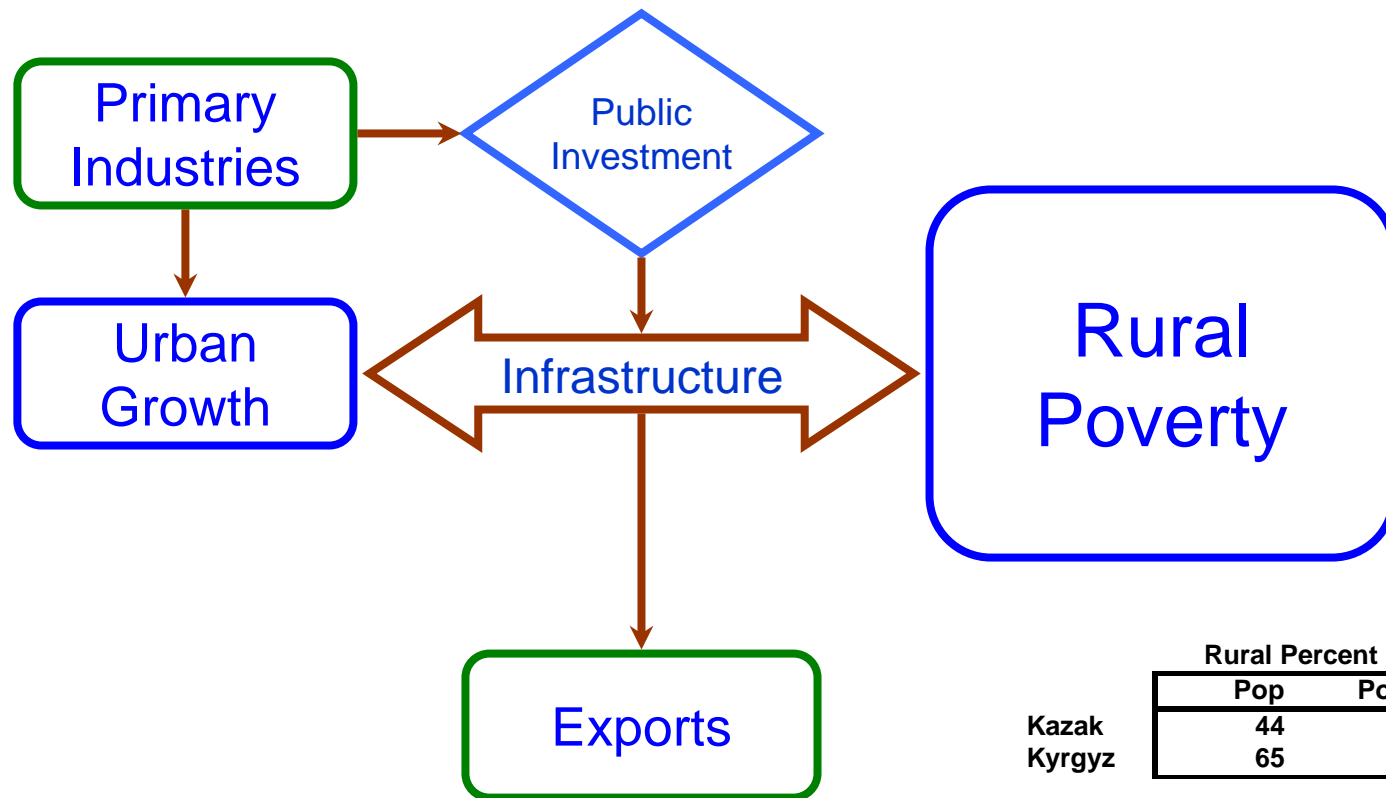 Primary
Industries
Public
Investment
Urban
Growth
Infrastructure
Rural
Poverty
Exports
Rural Percent
Pop
Kazak 44
Kyrgyz 65